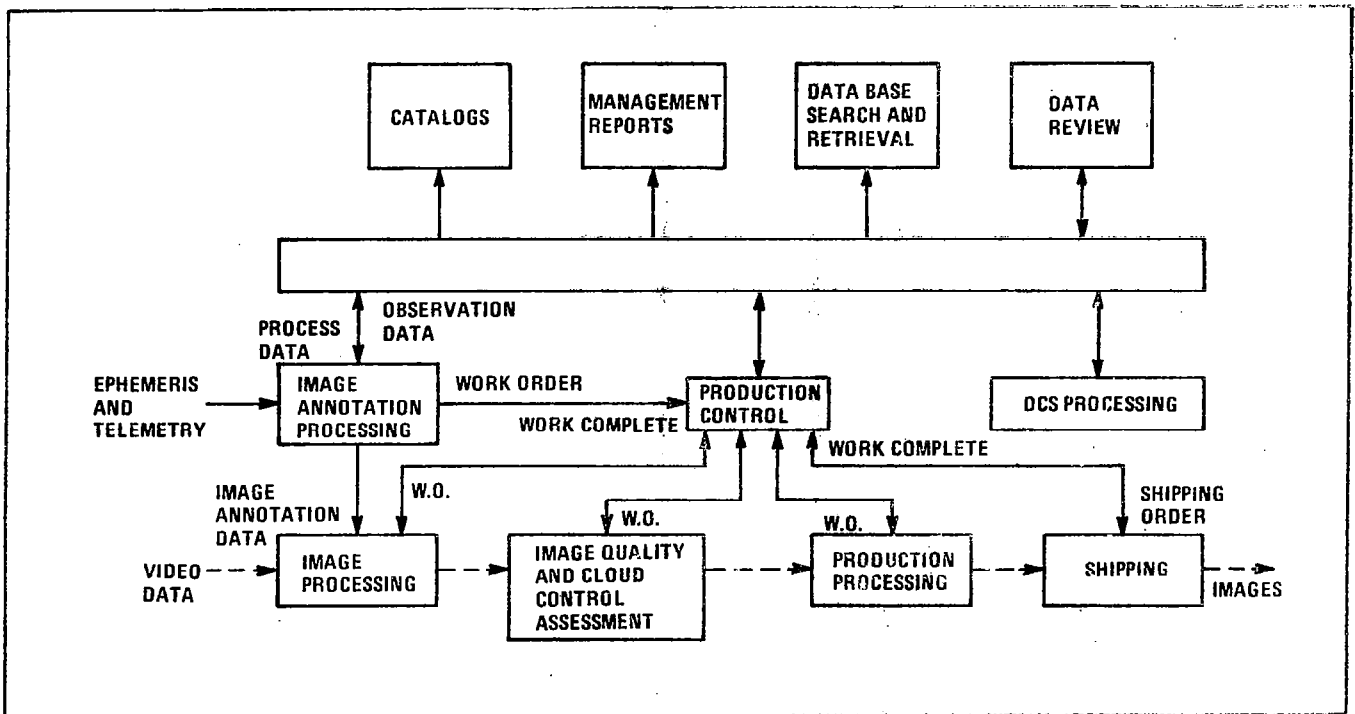 CATALOGS
MANAGEMENT
REPORTS
DATA BASE
SEARCH AND
RETRIEVAL
DATA
REVIEW
OBSERVATION
DATA
PROCESS
DATA
EPHEMERIS
AND
TELEMETRY
IMAGE
ANNOTATION
PROCESSING
WORK ORDER
WORK COMPLETE
PRODUCTION
CONTROL
DCS PROCESSING
WORK COMPLETE
W.O.
IMAGE
ANNOTATION
DATA
W.O.
W.O.
SHIPPING
ORDER
VIDEO
DATA
IMAGE
PROCESSING
IMAGE QUALITY
AND CLOUD
CONTROL
ASSESSMENT
PRODUCTION
PROCESSING
SHIPPING
IMAGES